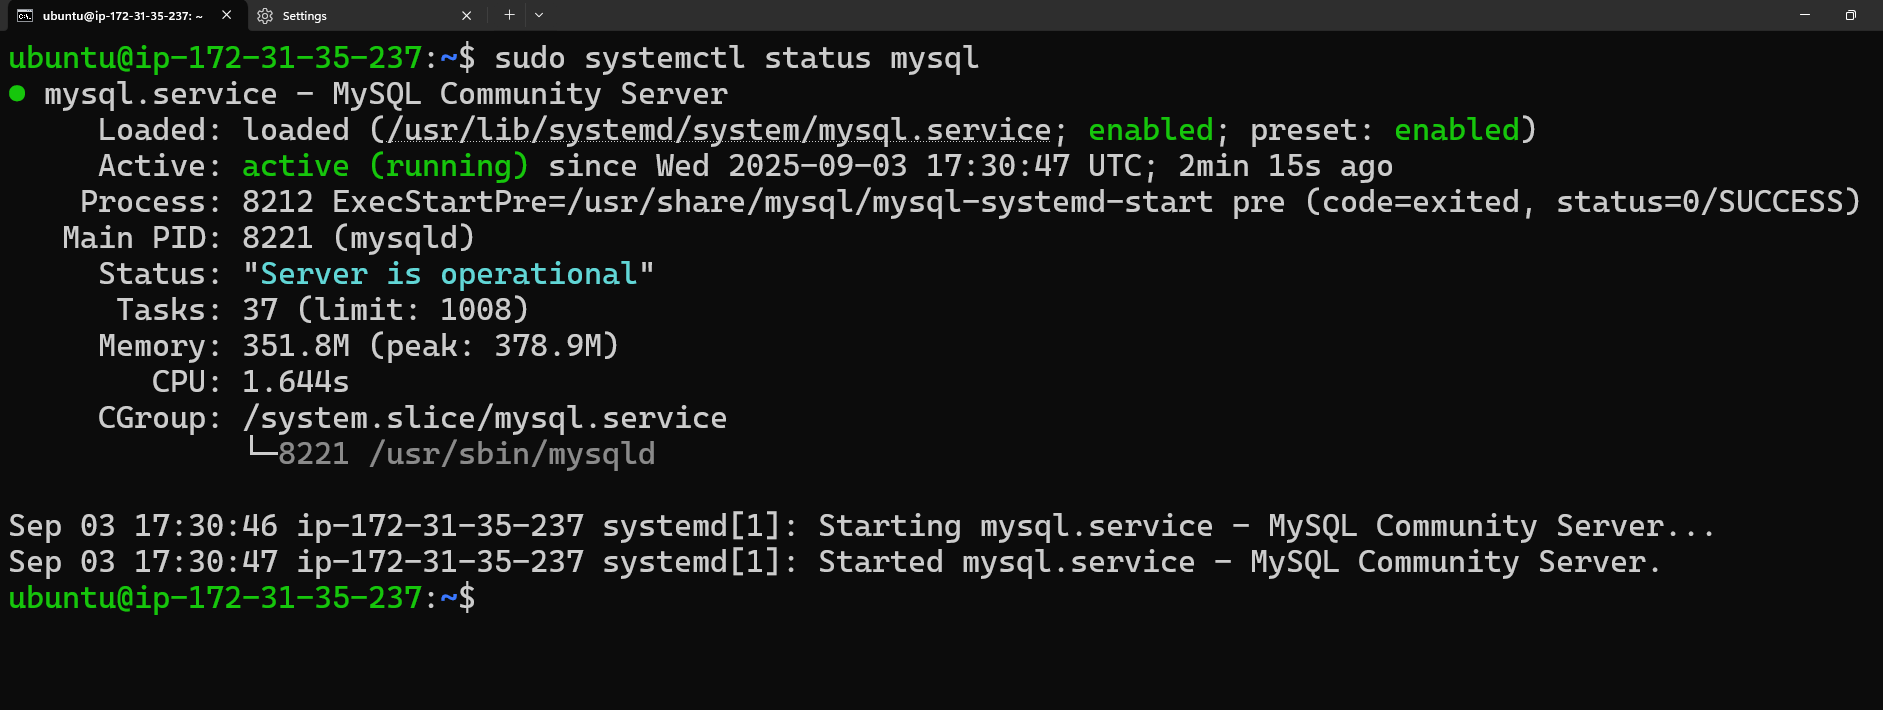 ubuntu@ip-172-31-35-237: ~
Settings
ubuntu@ip-172-31-35-237:~$ sudo systemctl status mysql
● mysql.service - MySQL Community Server
     Loaded: loaded (/usr/lib/systemd/system/mysql.service; enabled; preset: enabled)
     Active: active (running) since Wed 2025-09-03 17:30:47 UTC; 2min 15s ago
    Process: 8212 ExecStartPre=/usr/share/mysql/mysql-systemd-start pre (code=exited, status=0/SUCCESS)
   Main PID: 8221 (mysqld)
     Status: "Server is operational"
      Tasks: 37 (limit: 1008)
     Memory: 351.8M (peak: 378.9M)
        CPU: 1.644s
     CGroup: /system.slice/mysql.service
             └─8221 /usr/sbin/mysqld
Sep 03 17:30:46 ip-172-31-35-237 systemd[1]: Starting mysql.service - MySQL Community Server...
Sep 03 17:30:47 ip-172-31-35-237 systemd[1]: Started mysql.service - MySQL Community Server.
ubuntu@ip-172-31-35-237:~$